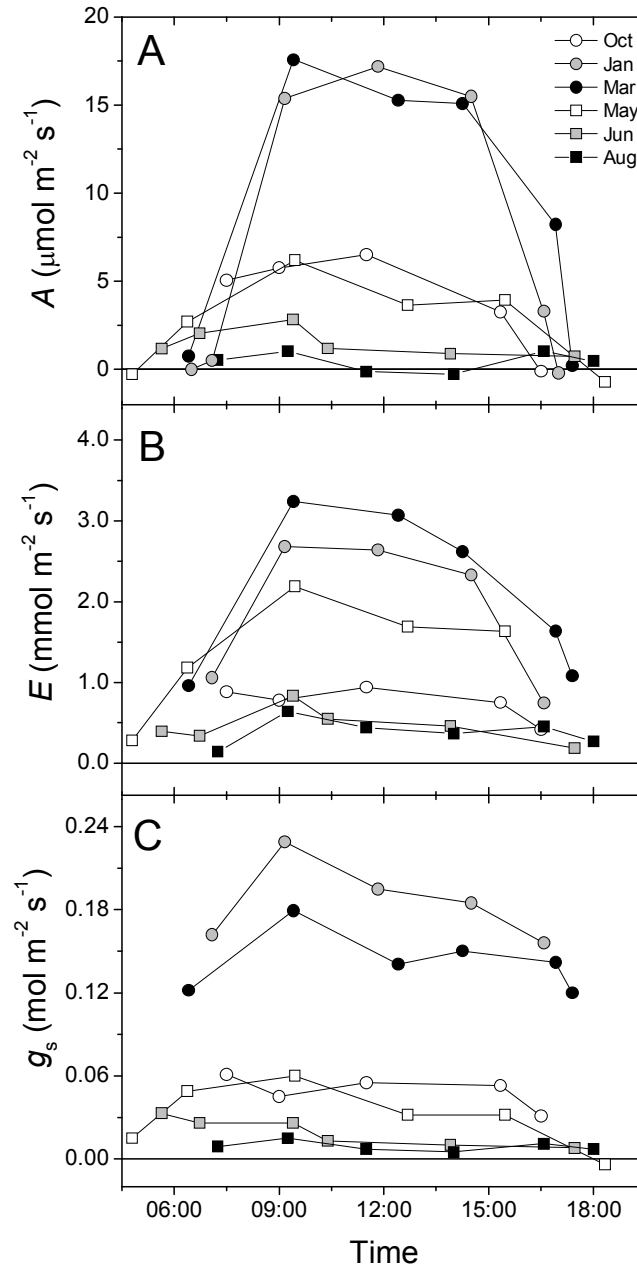 A
20
15
10
5
0
A (μmol m⁻² s⁻¹)
Oct
Jan
Mar
May
Jun
Aug
B
4.0
3.0
2.0
1.0
0.0
E (mmol m⁻² s⁻¹)
C
0.24
0.18
0.12
0.06
0.00
gₛ (mol m⁻² s⁻¹)
06:00 09:00 12:00 15:00 18:00
Time